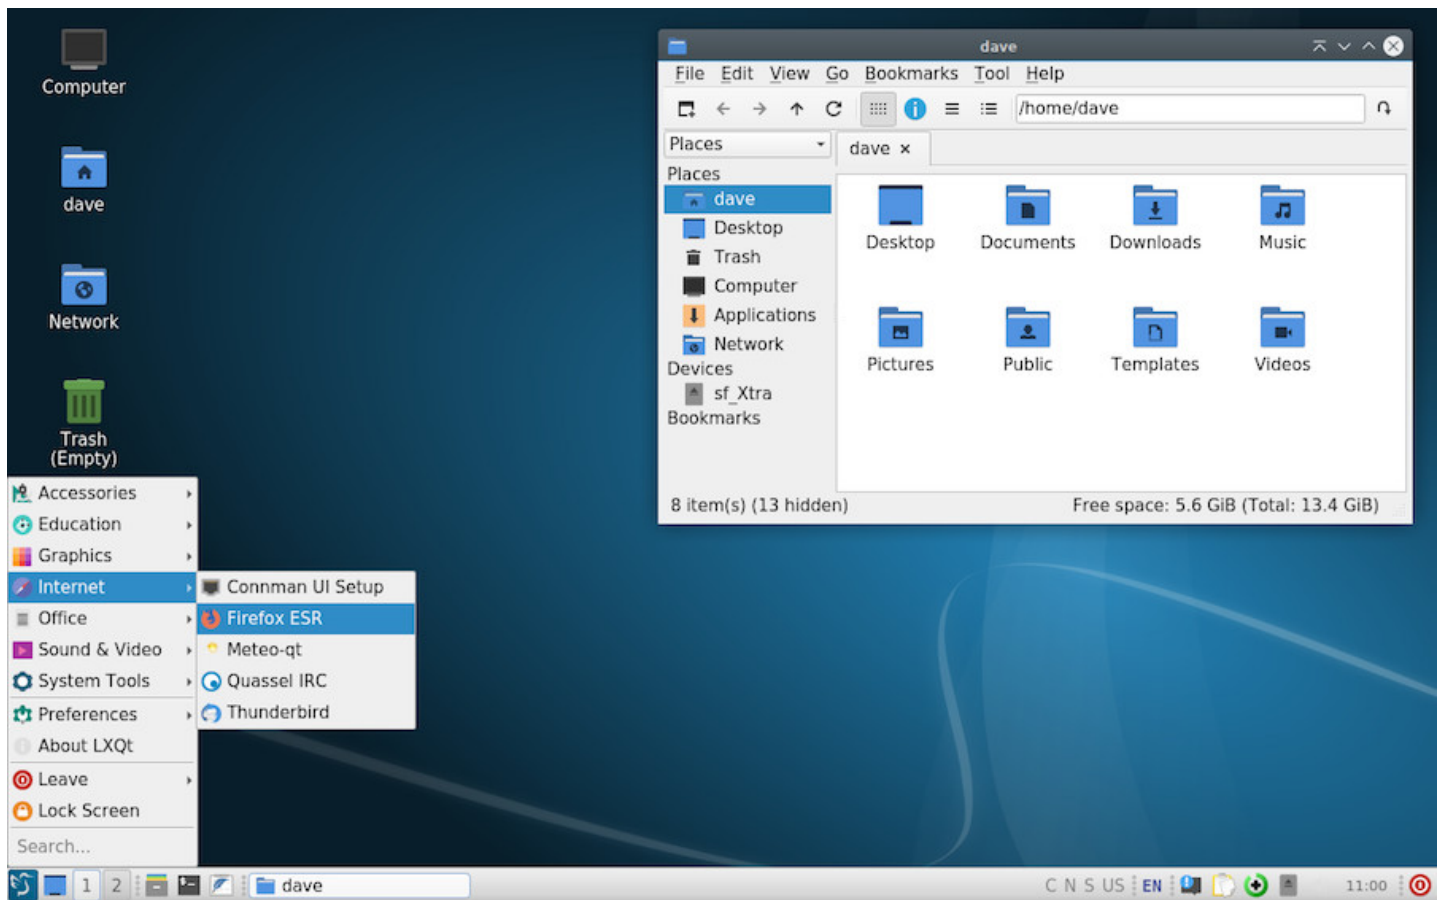 Computer
dave
Network
Trash
(Empty)
dave
File Edit View Go Bookmarks Tool Help
/home/dave
Places
dave
Places
dave
Desktop
Trash
Computer
Applications
Network
Devices
sf_Xtra
Bookmarks
Desktop Documents Downloads Music
Pictures Public Templates Videos
8 item(s) (13 hidden) Free space: 5.6 GiB (Total: 13.4 GiB)
Accessories
Education
Graphics
Internet
Office
Sound & Video
System Tools
Preferences
About LXQt
Leave
Lock Screen
Search...
Connman UI Setup
Firefox ESR
Meteo-qt
Quassel IRC
Thunderbird
1 2 dave C N S US EN 11:00